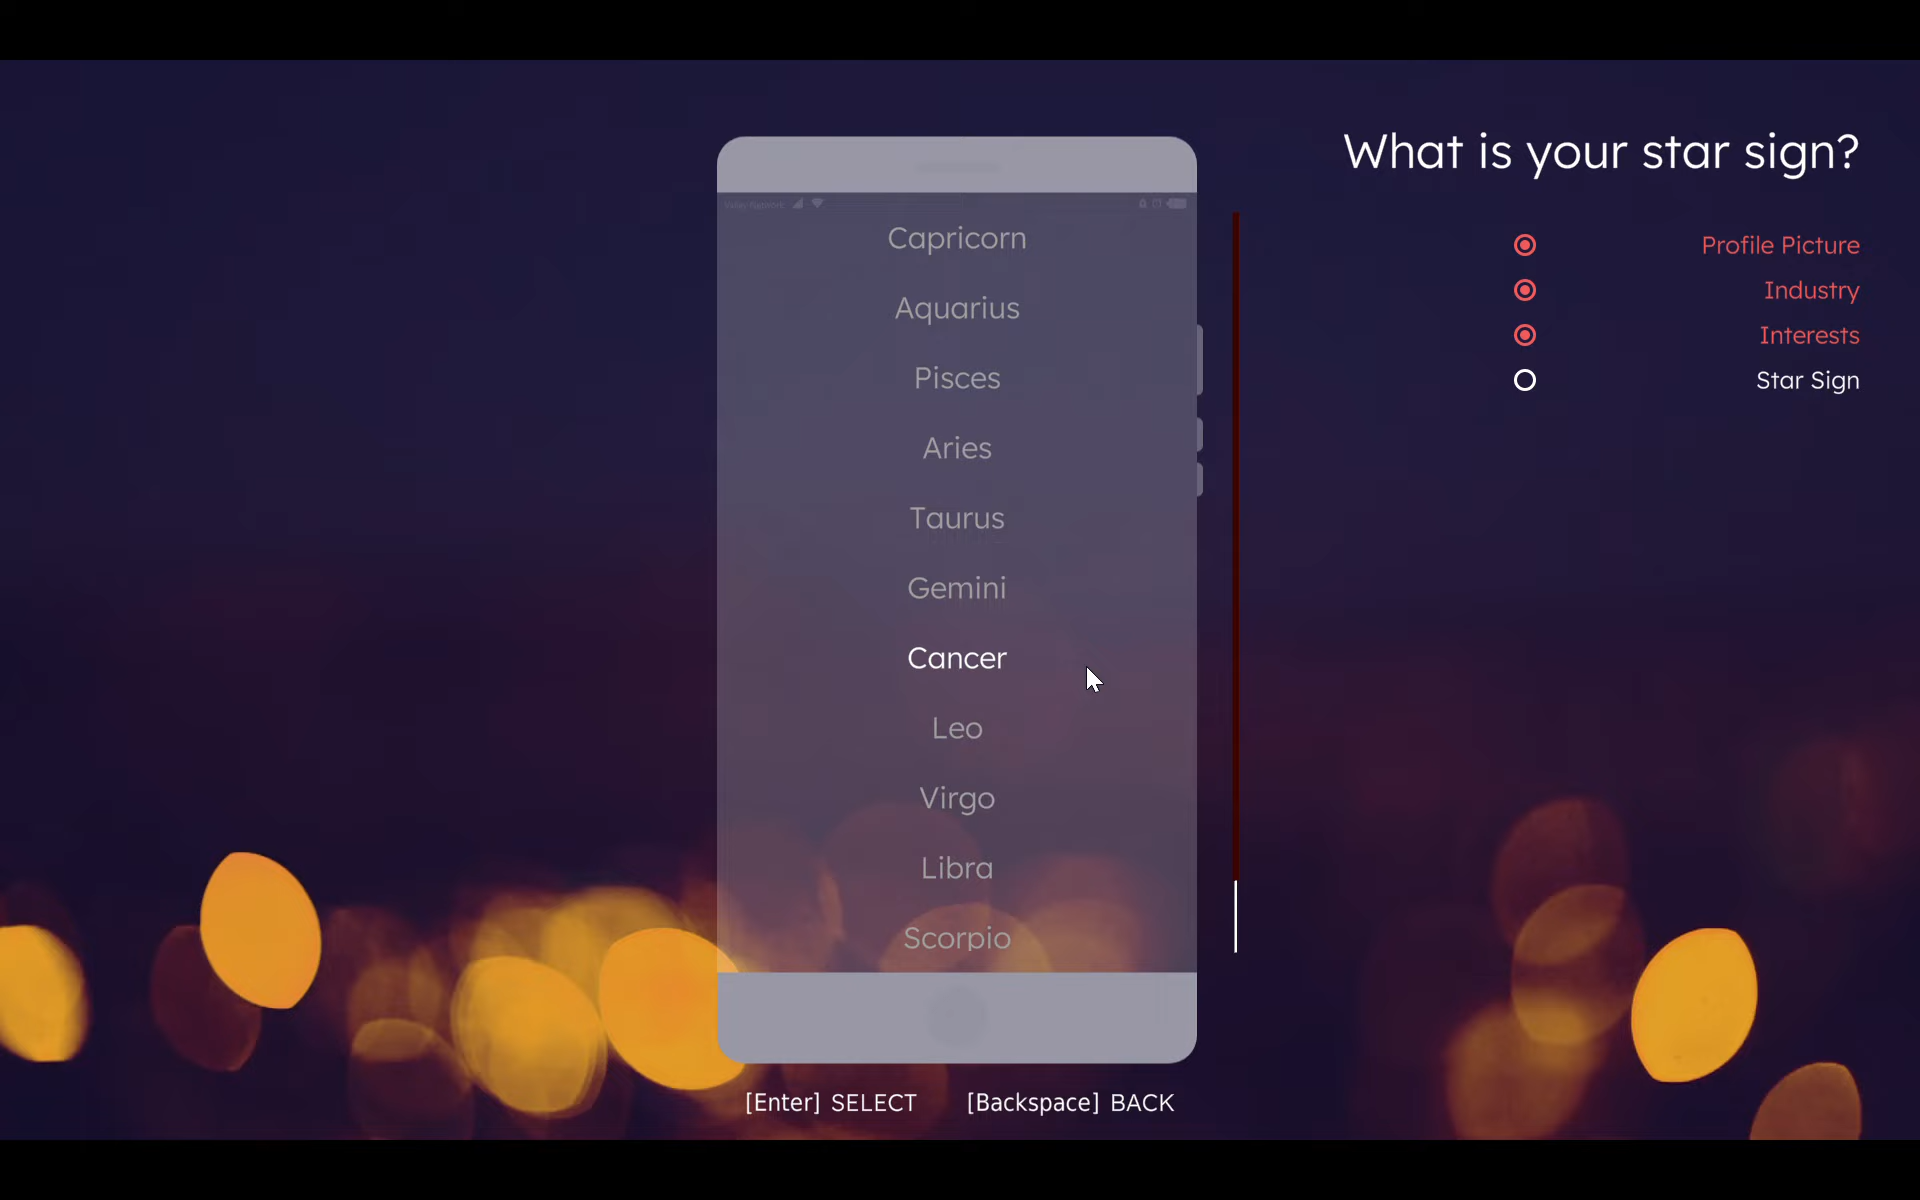 What is your star sign?
Profile Picture
Industry
Interests
Star Sign
Capricorn
Aquarius
Pisces
Aries
Taurus
Gemini
Cancer
Leo
Virgo
Libra
Scorpio
[Enter] SELECT [Backspace] BACK